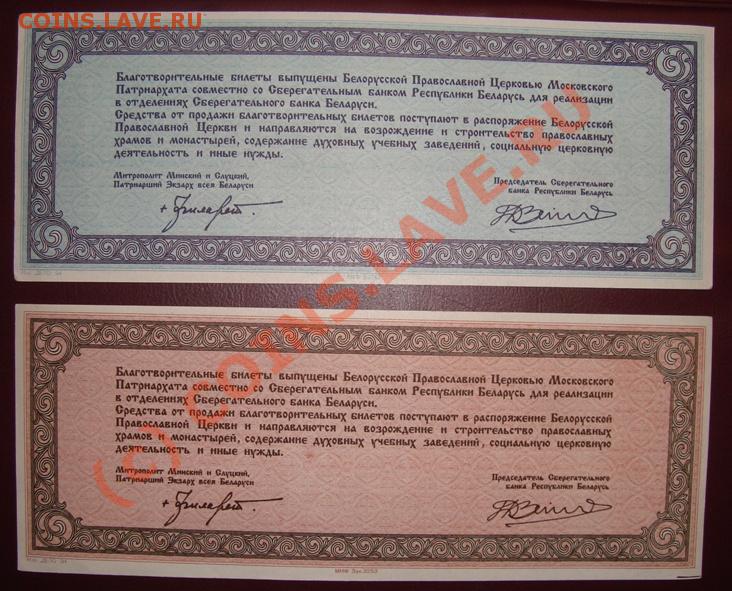 COINS.LAVE.RU
Благотворительные билеты выпущены Белорусской Православной Церковью Московского
Патриархата совместно со Сберегательным банком Республики Беларусь для реализации
в отделениях Сберегательного банка Беларуси.
Средства от продажи благотворительных билетов поступают в распоряжение Белорусской
Православной Церкви и направляются на возрождение и строительство православных
храмов и монастырей, содержание духовных учебных заведений, социальную церковную
деятельность и иные нужды.
Митрополит Минский и Слуцкий,
Патриарший Экзарх всея Беларуси
Председатель Сберегательного
банка Республики Беларусь
+ Филарет.
Благотворительные билеты выпущены Белорусской Православной Церковью Московского
Патриархата совместно со Сберегательным банком Республики Беларусь для реализации
в отделениях Сберегательного банка Беларуси.
Средства от продажи благотворительных билетов поступают в распоряжение Белорусской
Православной Церкви и направляются на возрождение и строительство православных
храмов и монастырей, содержание духовных учебных заведений, социальную церковную
деятельность и иные нужды.
Митрополит Минский и Слуцкий,
Патриарший Экзарх всея Беларуси
Председатель Сберегательного
банка Республики Беларусь
+ Филарет.
(c) COINS.LAVE.RU